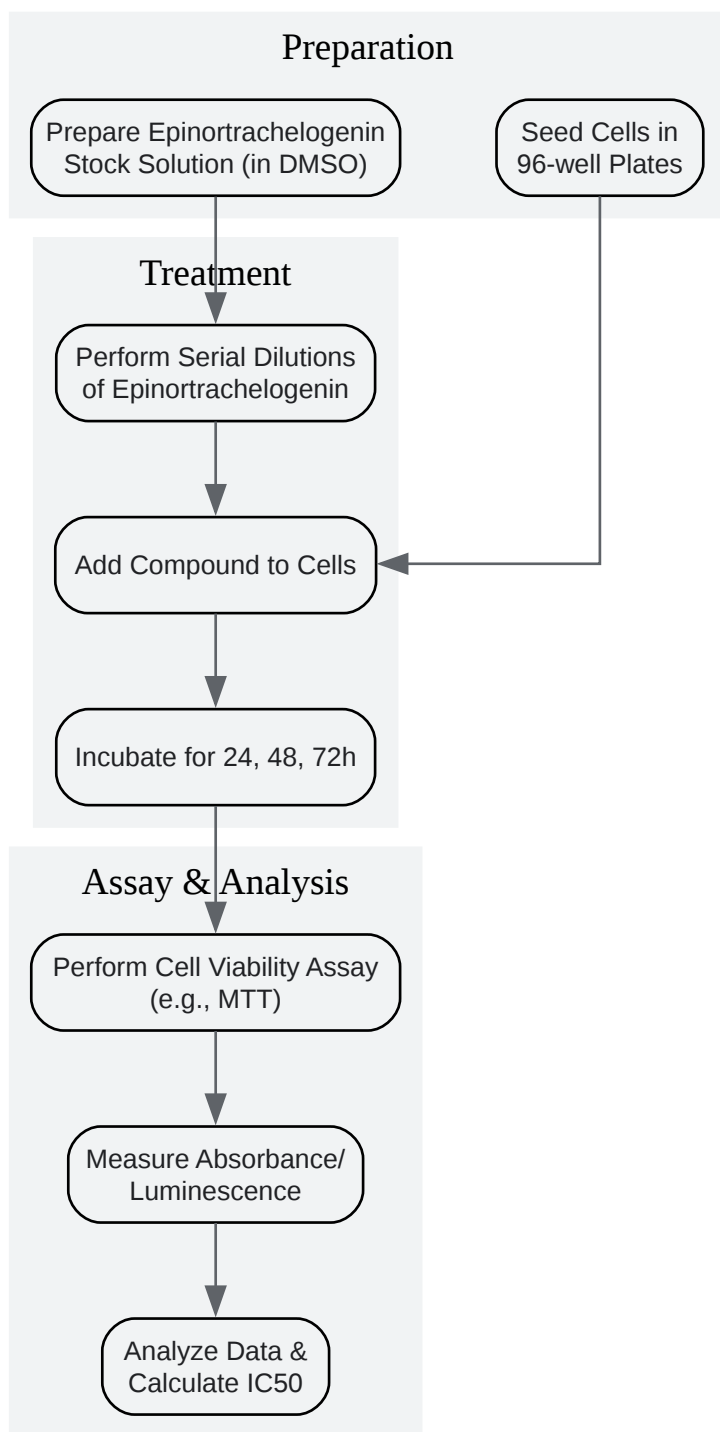 Preparation
Prepare Epinortrachelogenin
Stock Solution (in DMSO)
Seed Cells in
96-well Plates
Treatment
Perform Serial Dilutions
of Epinortrachelogenin
Add Compound to Cells
Incubate for 24, 48, 72h
Assay & Analysis
Perform Cell Viability Assay
(e.g., MTT)
Measure Absorbance/
Luminescence
Analyze Data &
Calculate IC50